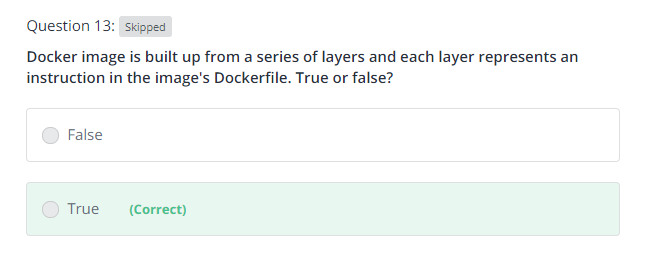 Question 13: Skipped
Docker image is built up from a series of layers and each layer represents an
instruction in the image's Dockerfile. True or false?
False
True (Correct)